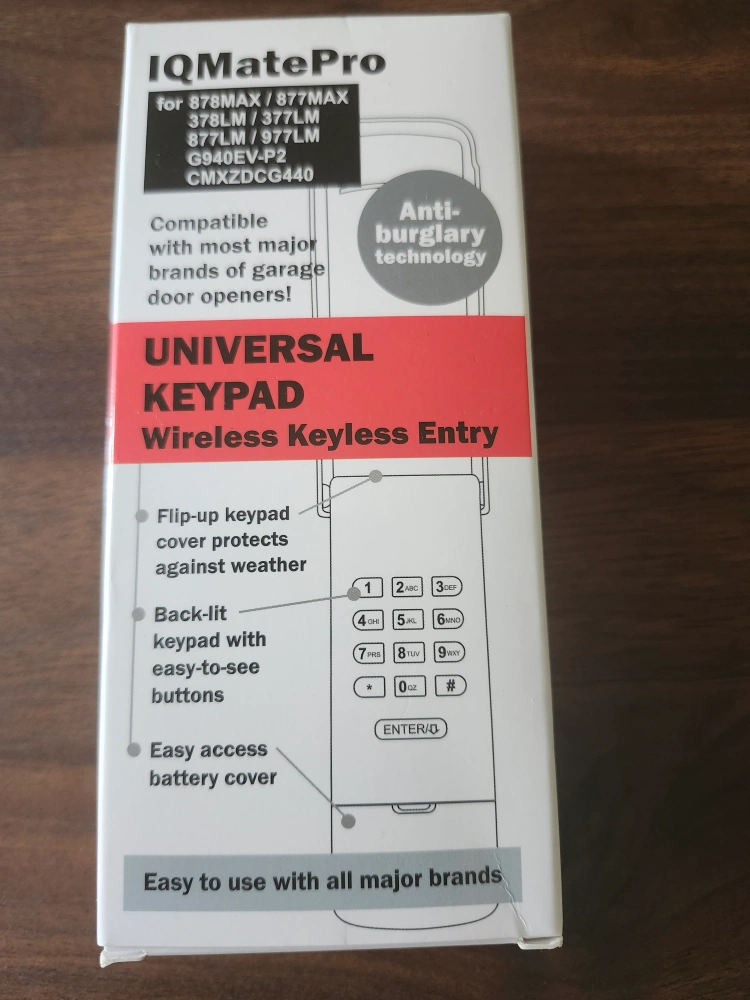 IQMatePro
for 878MAX / 877MAX
378LM / 377LM
877LM / 977LM
G940EV-P2
CMXZDCG440
Compatible
with most major
brands of garage
door openers!
Anti-
burglary
technology
UNIVERSAL
KEYPAD
Wireless Keyless Entry
Flip-up keypad
cover protects
against weather
Back-lit
keypad with
easy-to-see
buttons
Easy access
battery cover
1 2ABC 3DEF
4GHI 5JKL 6MNO
7PRS 8TUV 9WXY
* 0QZ #
ENTER/⇩
Easy to use with all major brands